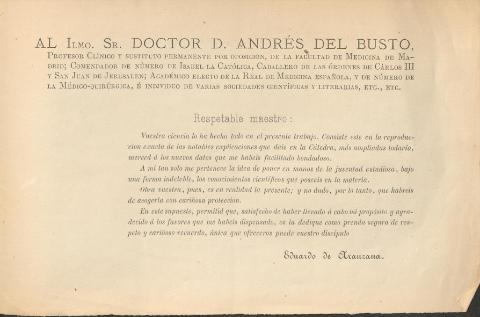 AL ILMO. SR. DOCTOR D. ANDRÉS DEL BUSTO,
PROFESOR CLÍNICO Y SUSTITUTO PERMANENTE POR OPOSICION, DE LA FACULTAD DE MEDICINA DE MA-
DRID; COMENDADOR DE NÚMERO DE ISABEL LA CATÓLICA, CABALLERO DE LAS ÓRDENES DE CÁRLOS III
Y SAN JUAN DE JERUSALEN; ACADÉMICO ELECTO DE LA REAL DE MEDICINA ESPAÑOLA, Y DE NÚMERO DE
LA MÉDICO-QUIRÚRGICA, É INDIVIDUO DE VARIAS SOCIEDADES CIENTÍFICAS Y LITERARIAS, ETC., ETC.
Respetable maestro:
Vuestra ciencia lo ha hecho todo en el presente trabajo. Consiste este en la reproduc-
cion exacta de las notables explicaciones que dais en la Cátedra, más ampliadas todavía,
merced á los nuevos datos que me habeis facilitado bondadoso.
A mí tan solo me pertenece la idea de poner en manos de la juventud estudiosa, bajo
una forma indeleble, los conocimientos científicos que poseeis en la materia.
Obra vuestra, pues, es en realidad la presente; y no dudo, por lo tanto, que habreis
de acogerla con cariñosa proteccion.
En este supuesto, permitid que, satisfecho de haber llevado á cabo mi propósito y agra-
decido á los favores que me habeis dispensado, os la dedique como prenda segura de res-
peto y cariñoso recuerdo, única que ofreceros puede vuestro discípulo
Eduardo de Aranzana.